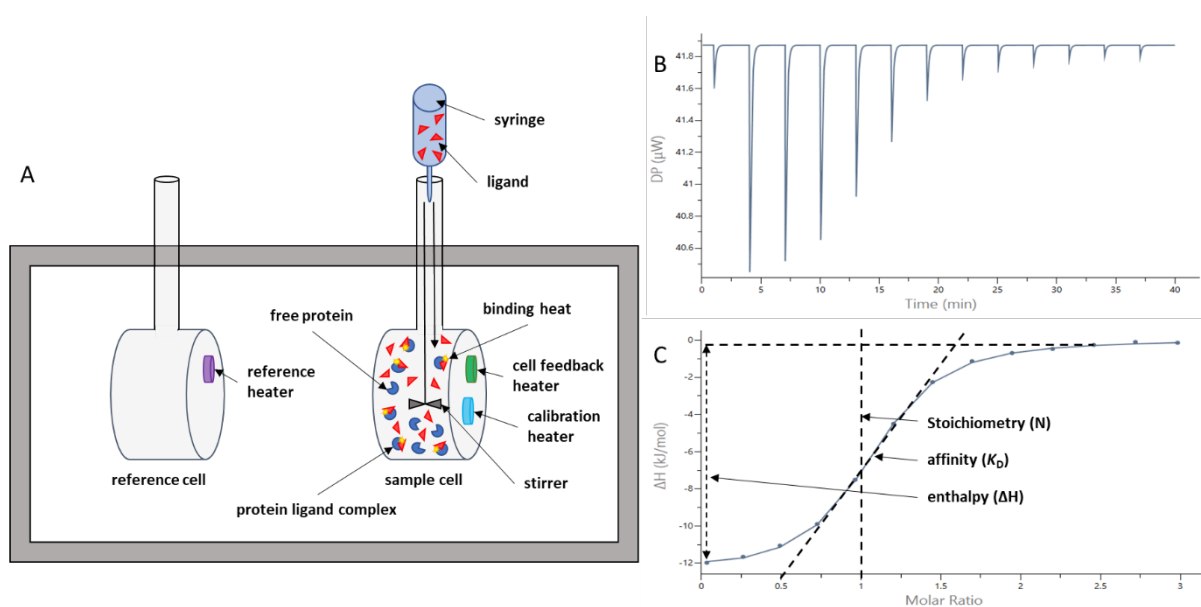 A
syringe
ligand
free protein
binding heat
reference
heater
cell feedback
heater
calibration
heater
reference cell
sample cell
stirrer
protein ligand complex
B
41.8
41.6
41.4
41.2
41
40.8
40.6
DP (µW)
0
5
10
15
20
25
30
35
40
Time (min)
C
0
-2
-4
-6
-8
-10
-12
ΔH (kJ/mol)
Stoichiometry (N)
affinity (KD)
enthalpy (ΔH)
0
0.5
1
1.5
2
2.5
3
Molar Ratio